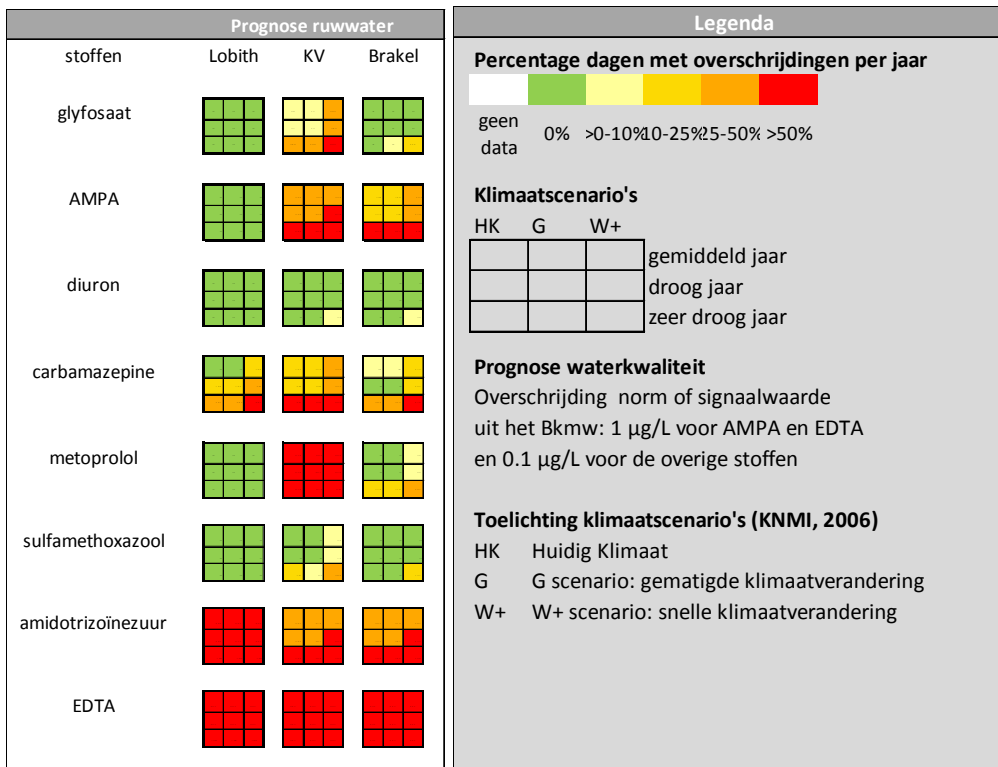 Prognose ruwwater
stoffen Lobith KV Brakel
glyfosaat
AMPA
diuron
carbamazepine
metoprolol
sulfamethoxazool
amidotrizoïnezuur
EDTA
Legenda
Percentage dagen met overschrijdingen per jaar
geen
data
0% >0-10% 10-25% 25-50% >50%
Klimaatscenario's
HK G W+
gemiddeld jaar
droog jaar
zeer droog jaar
Prognose waterkwaliteit
Overschrijding norm of signaalwaarde
uit het Bkmw: 1 µg/L voor AMPA en EDTA
en 0.1 µg/L voor de overige stoffen
Toelichting klimaatscenario's (KNMI, 2006)
HK Huidig Klimaat
G G scenario: gematigde klimaatverandering
W+ W+ scenario: snelle klimaatverandering